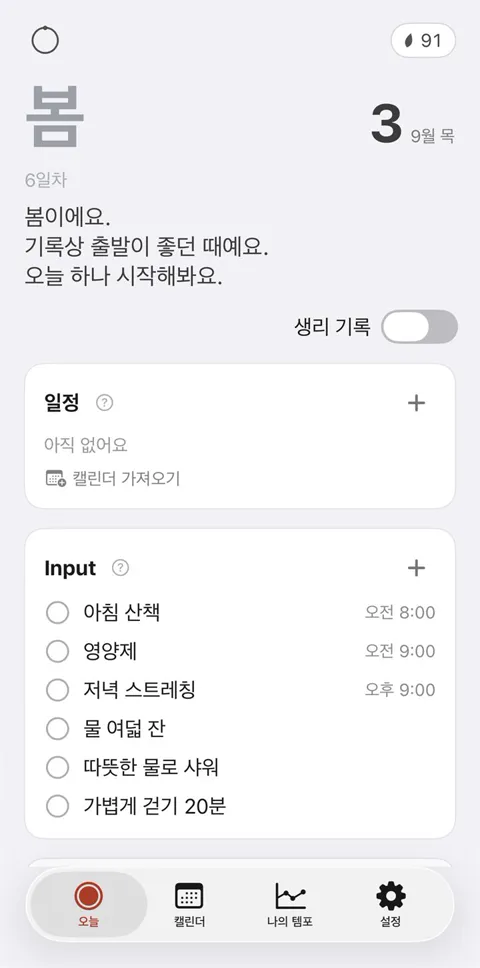 91
봄
3 9월 목
6일차
봄이에요.
기록상 출발이 좋던 때예요.
오늘 하나 시작해봐요.
생리 기록
일정 ?
아직 없어요
캘린더 가져오기
Input ?
아침 산책 오전 8:00
영양제 오전 9:00
저녁 스트레칭 오후 9:00
물 여덟 잔
따뜻한 물로 샤워
가볍게 걷기 20분
오늘 캘린더 나의 템포 설정